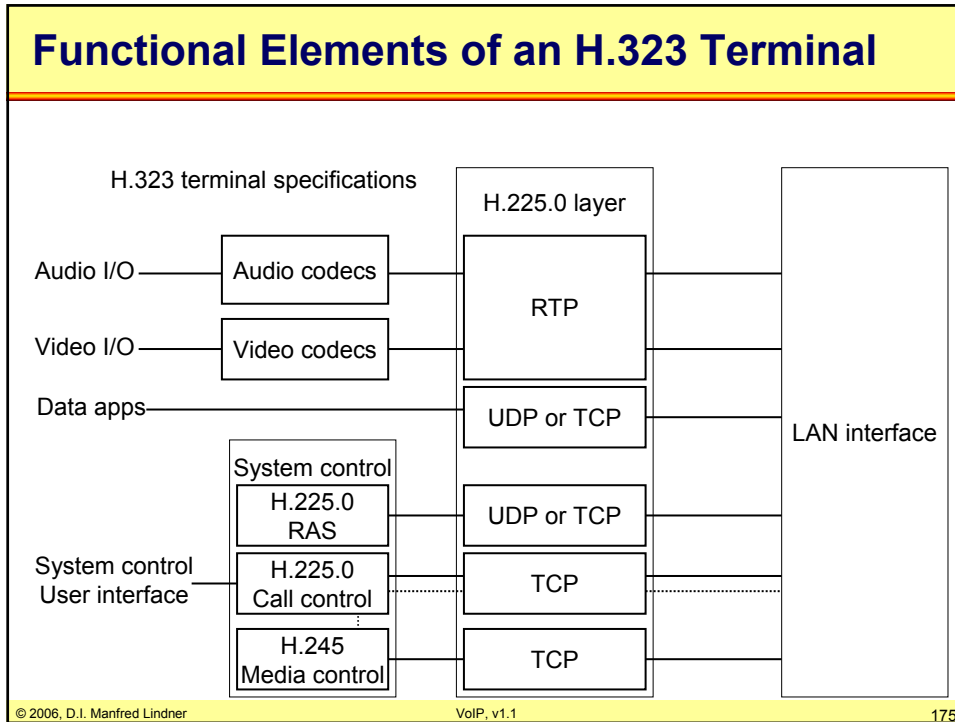 Functional Elements of an H.323 Terminal
H.323 terminal specifications
H.225.0 layer
Audio I/O
Audio codecs
RTP
Video I/O
Video codecs
Data apps
UDP or TCP
LAN interface
System control
H.225.0
RAS
UDP or TCP
System control
User interface
H.225.0
Call control
TCP
H.245
Media control
TCP
© 2006, D.I. Manfred Lindner
VoIP, v1.1
175